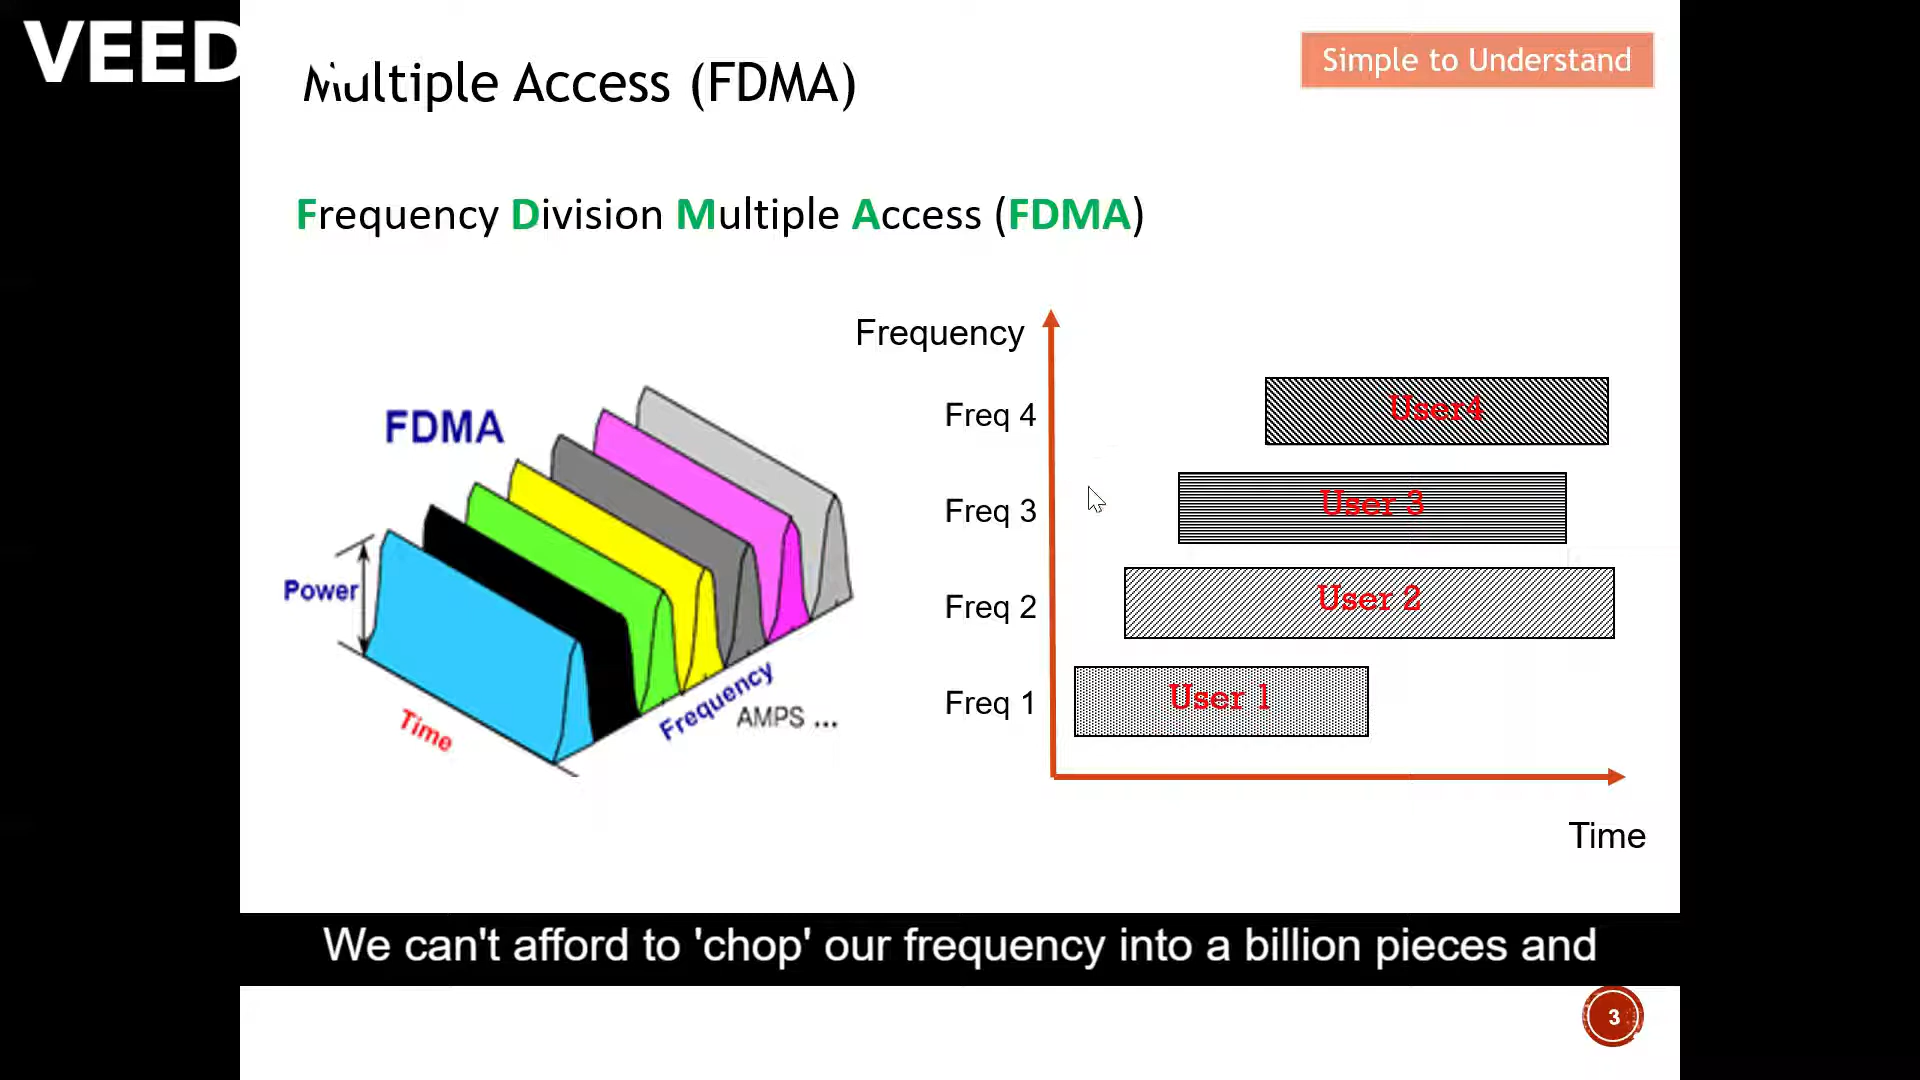 VEED
Multiple Access (FDMA)
Simple to Understand
Frequency Division Multiple Access (FDMA)
FDMA
Power
Time
Frequency
AMPS ...
Frequency
Freq 4
User4
Freq 3
User 3
Freq 2
User 2
Freq 1
User 1
Time
We can't afford to 'chop' our frequency into a billion pieces and
3